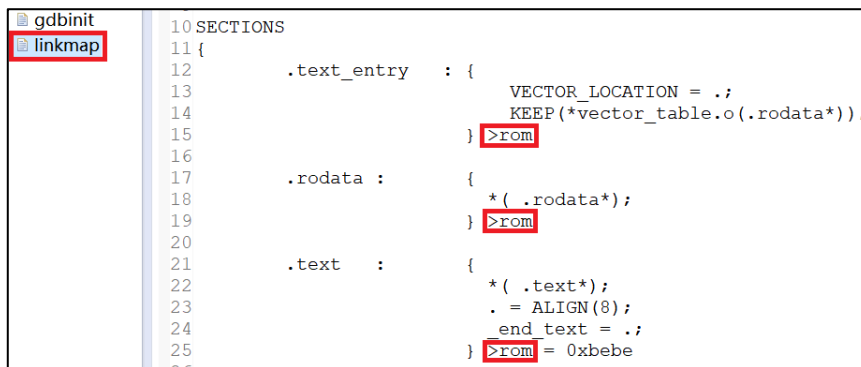 gdbinit
linkmap
10 SECTIONS
11 {
12 .text_entry : {
13 VECTOR_LOCATION = .;
14 KEEP(*vector_table.o(.rodata*))
15 } >rom
16
17 .rodata : {
18 *( .rodata*);
19 } >rom
20
21 .text : {
22 *( .text*);
23 . = ALIGN(8);
24 _end_text = .;
25 } >rom = 0xbebe